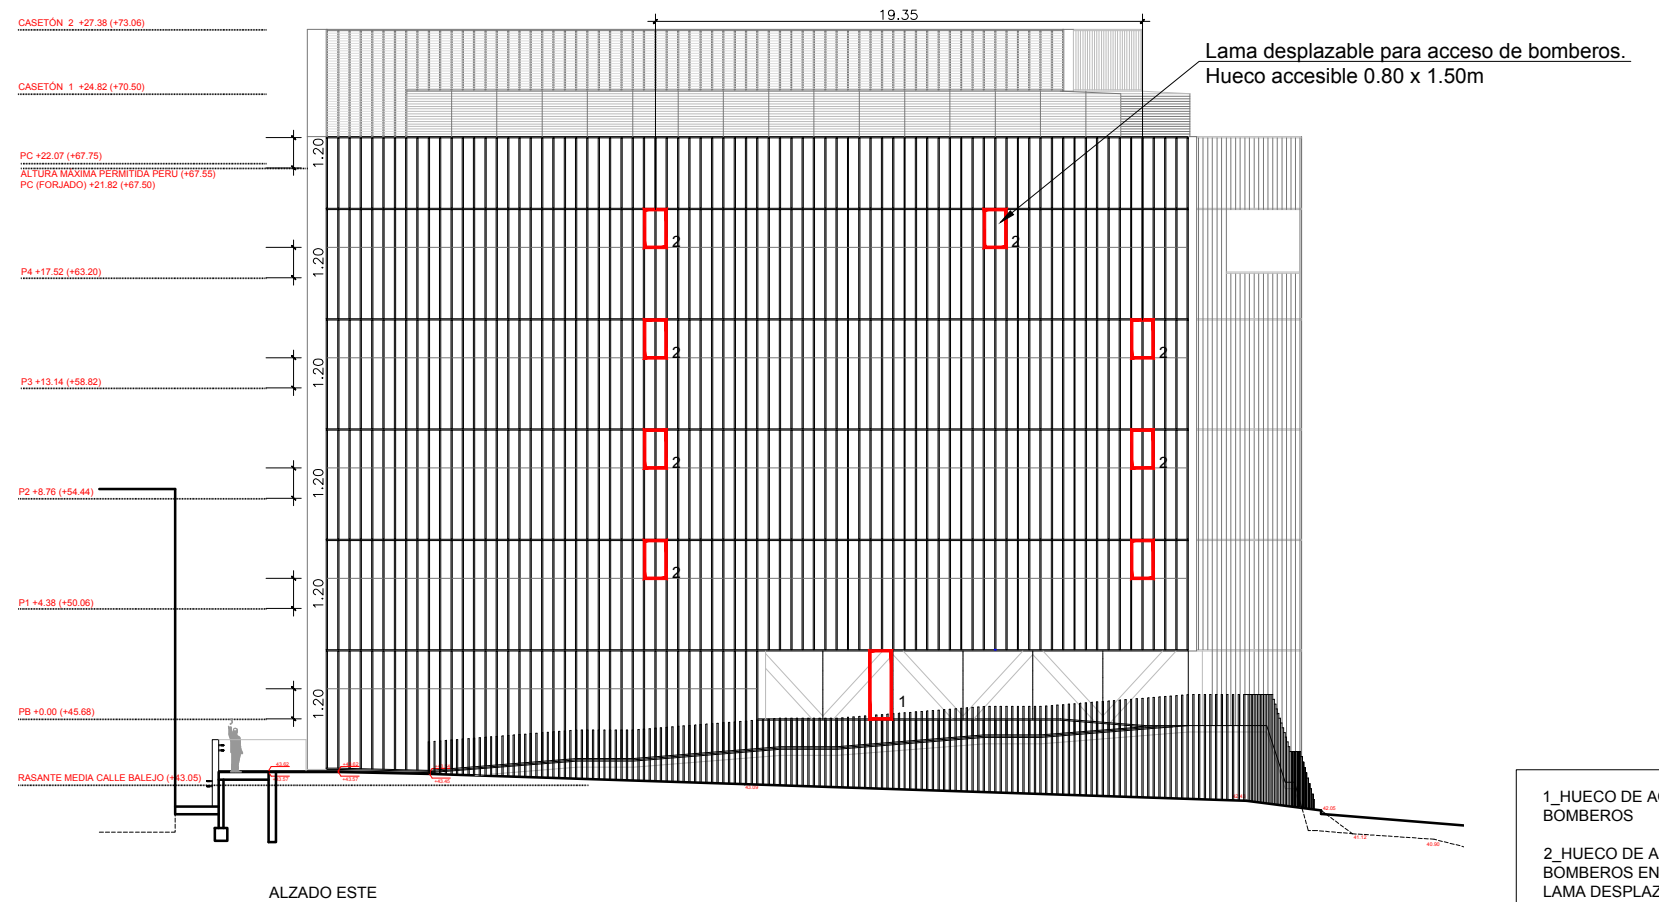 CASETÓN 2 +27.38 (+73.06)
19.35
Lama desplazable para acceso de bomberos.
Hueco accesible 0.80 x 1.50m
CASETÓN 1 +24.82 (+70.50)
1.20
PC +22.07 (+67.75)
ALTURA MÁXIMA PERMITIDA PERU (+67.55)
PC (FORJADO) +21.82 (+67.50)
2
2
1.20
P4 +17.52 (+63.20)
2
2
1.20
P3 +13.14 (+58.82)
2
2
1.20
P2 +8.76 (+54.44)
2
1.20
P1 +4.38 (+50.06)
1
1.20
PB +0.00 (+45.68)
RASANTE MEDIA CALLE BALEJO (+43.05)
1_HUECO DE A
BOMBEROS
2_HUECO DE A
BOMBEROS EN
LAMA DESPLAZ
ALZADO ESTE